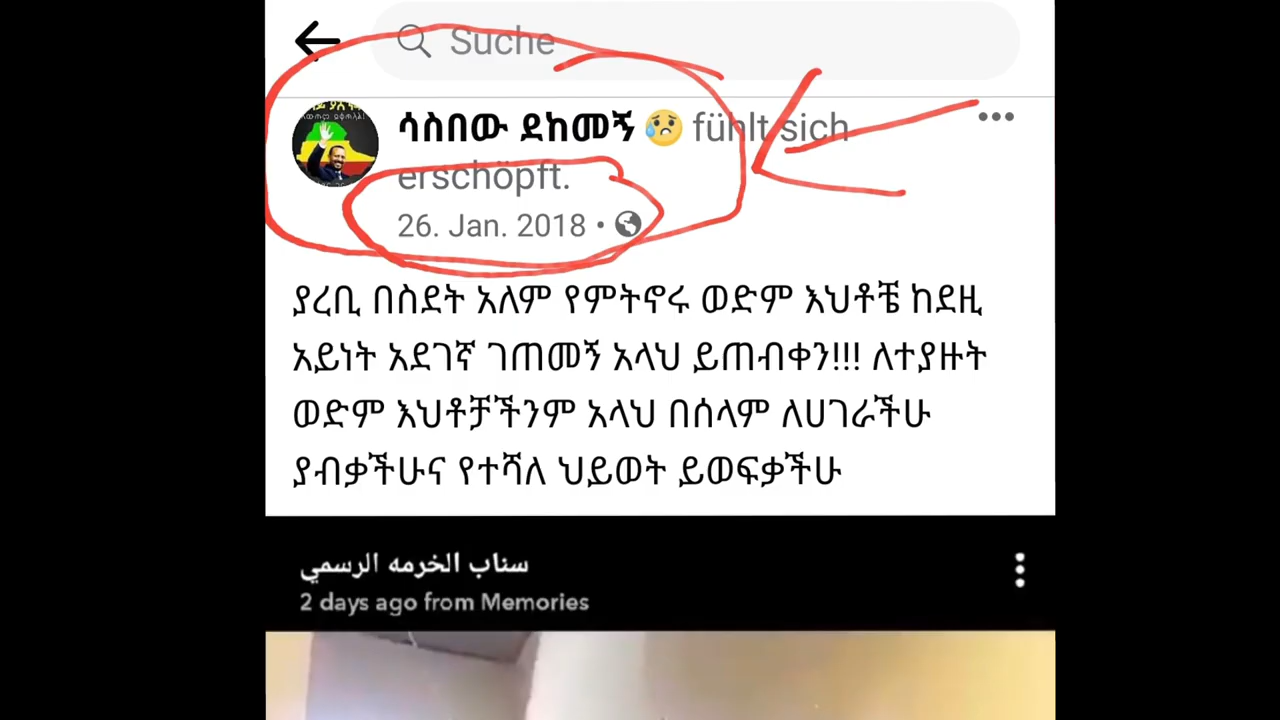 Suche
ሳስበው ደከመኝ 😢 fühlt sich
erschöpft.
26. Jan. 2018 •
ያረቢ በስደት አለም የምትኖሩ ወድም እህቶቼ ከደዚ
አይነት አደገኛ ገጠመኝ አላህ ይጠብቀን!!! ለተያዙት
ወድም እህቶቻችንም አላህ በሰላም ለሀገራችሁ
ያብቃችሁና የተሻለ ህይወት ይወፍቃችሁ
سناب الخرمه الرسمي
2 days ago from Memories